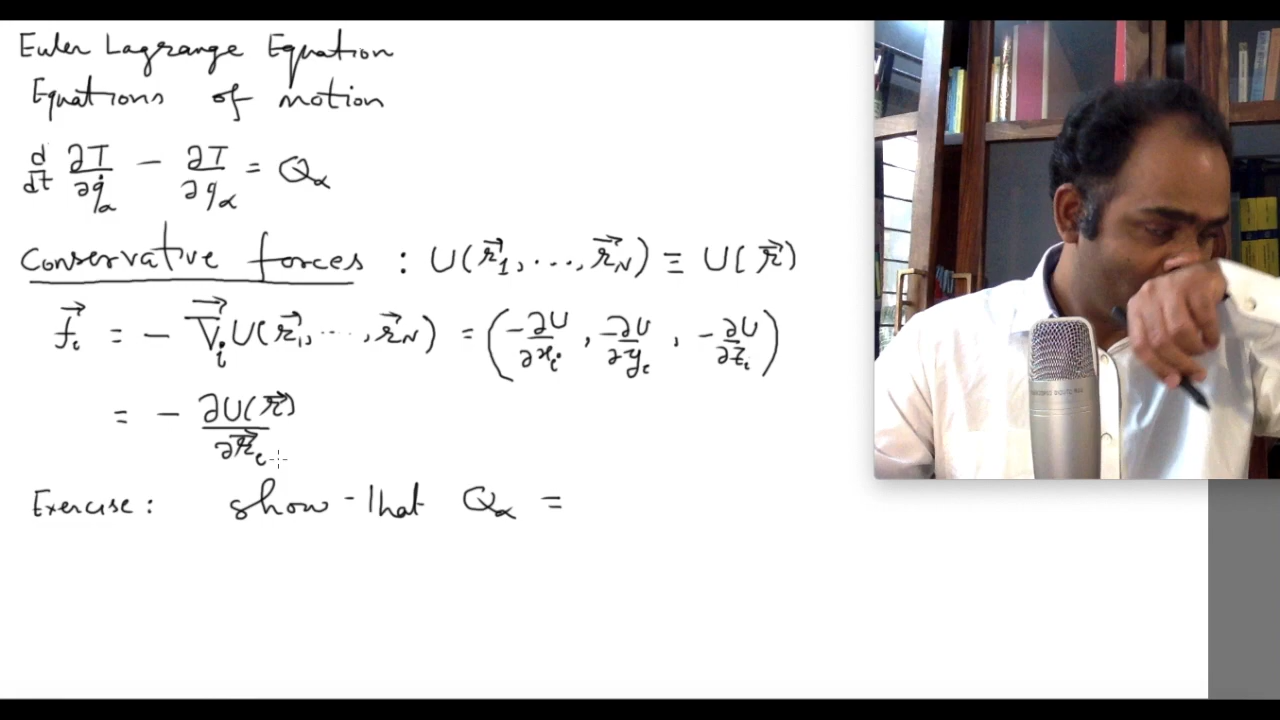 Euler Lagrange Equation
Equations of motion
d/dt ∂T/∂q̇_α − ∂T/∂q_α = Q_α
Conservative forces : U(r⃗_1, ..., r⃗_N) ≡ U(r⃗)
f⃗_i = − ∇⃗_i U(r⃗_1, ..., r⃗_N) = (−∂U/∂x_i, −∂U/∂y_i, −∂U/∂z_i)
= − ∂U(r⃗)/∂r⃗_i
Exercise: show that Q_α =